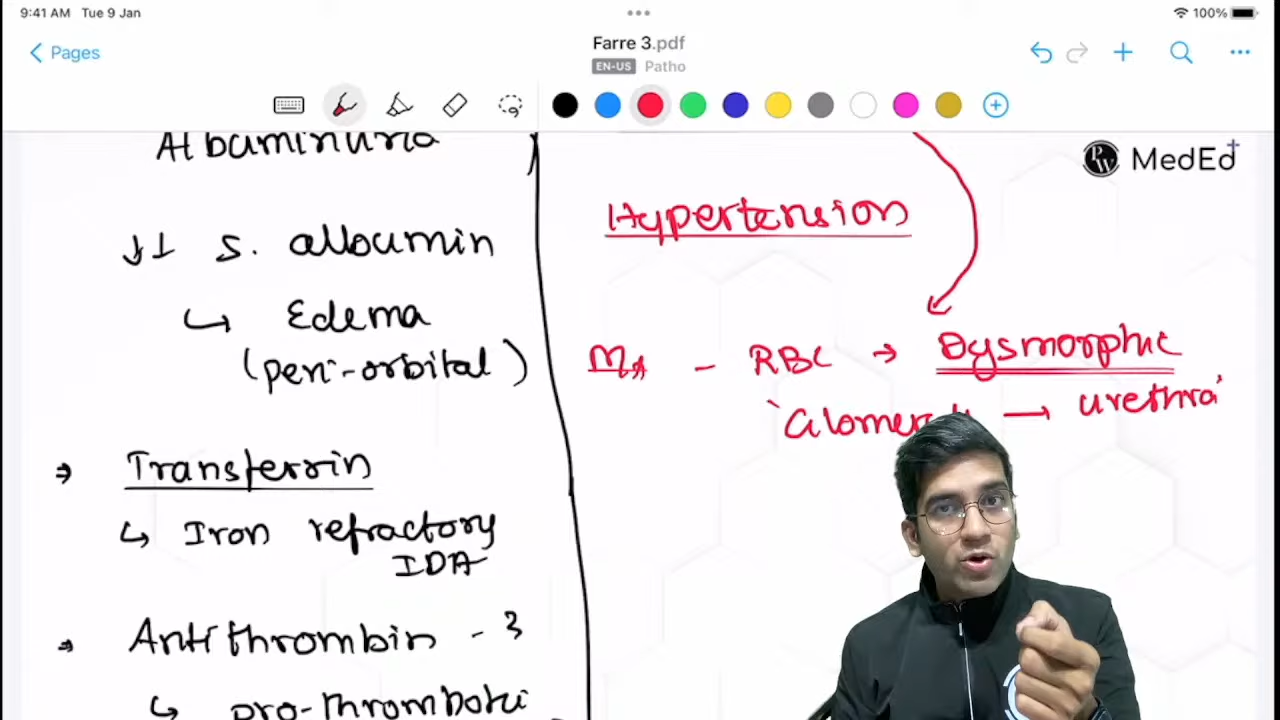 9:41 AM Tue 9 Jan
100%
Pages
Farre 3.pdf
EN-US Patho
PW MedEd
Albuminuria
↓↓ S. albumin
↳ Edema
(peri-orbital)
⇒ Transferrin
↳ Iron refractory
IDA
⇒ Antithrombin - 3
↳ pro-thrombotic
Hypertension
- RBC → Dysmorphic
→ urethra'